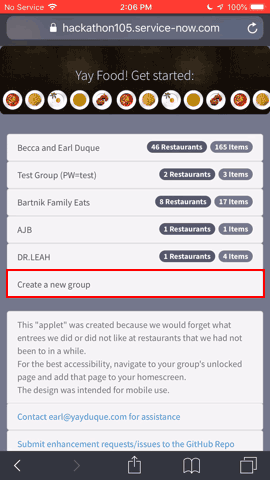 No Service 2:06 PM 100%
hackathon105.service-now.com
Yay Food! Get started:
Becca and Earl Duque 46 Restaurants 165 Items
Test Group (PW=test) 2 Restaurants 3 Items
Bartnik Family Eats 8 Restaurants 17 Items
AJB 1 Restaurants 1 Items
DR.LEAH 1 Restaurants 4 Items
Create a new group
This "applet" was created because we would forget what
entrees we did or did not like at restaurants that we had
not been to in a while.
For the best accessibility, navigate to your group's unlocked
page and add that page to your homescreen.
The design was intended for mobile use.
Contact earl@yayduque.com for assistance
Submit enhancement requests/issues to the GitHub Repo